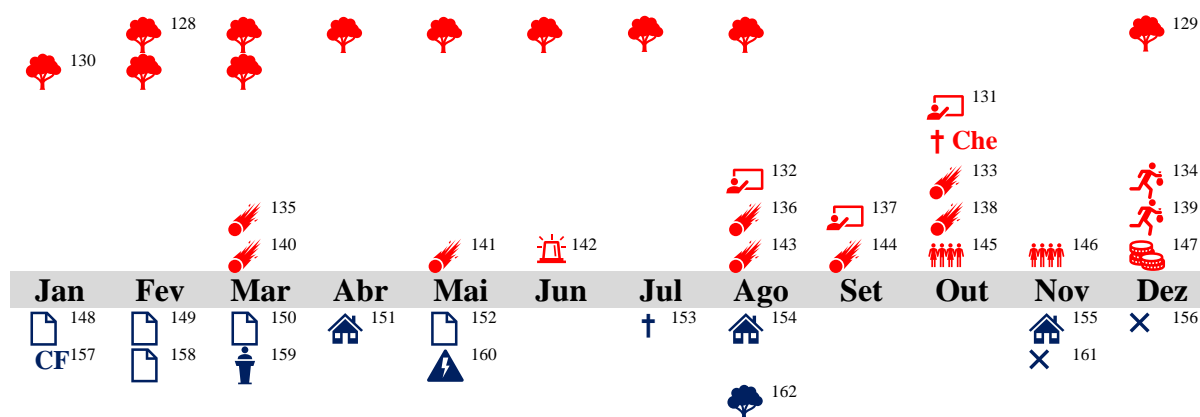 128 129
130
131
Che
132 133 134
135 136 137 138 139
140 141 142 143 144 145 146 147
Jan Fev Mar Abr Mai Jun Jul Ago Set Out Nov Dez
148 149 150 151 152 153 154 155 156
CF157 158 159 160 161
162